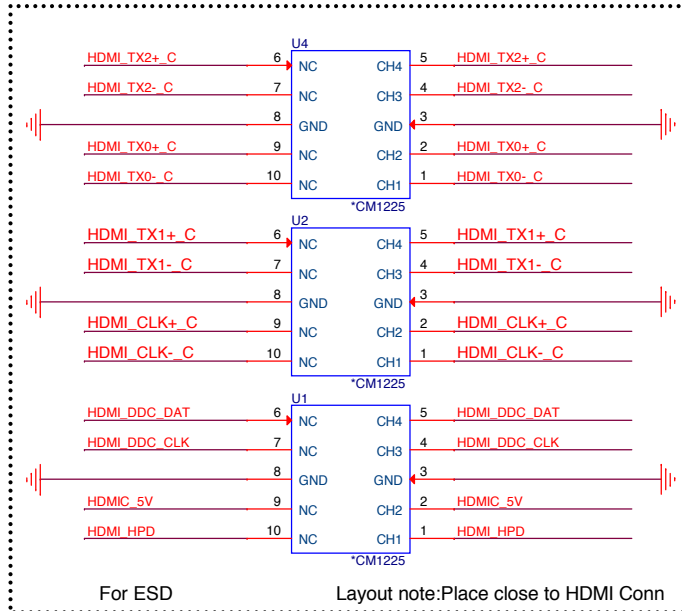 U4
HDMI_TX2+_C 6 NC CH4 5 HDMI_TX2+_C
HDMI_TX2-_C 7 NC CH3 4 HDMI_TX2-_C
8 GND GND 3
HDMI_TX0+_C 9 NC CH2 2 HDMI_TX0+_C
HDMI_TX0-_C 10 NC CH1 1 HDMI_TX0-_C
*CM1225
U2
HDMI_TX1+_C 6 NC CH4 5 HDMI_TX1+_C
HDMI_TX1-_C 7 NC CH3 4 HDMI_TX1-_C
8 GND GND 3
HDMI_CLK+_C 9 NC CH2 2 HDMI_CLK+_C
HDMI_CLK-_C 10 NC CH1 1 HDMI_CLK-_C
*CM1225
U1
HDMI_DDC_DAT 6 NC CH4 5 HDMI_DDC_DAT
HDMI_DDC_CLK 7 NC CH3 4 HDMI_DDC_CLK
8 GND GND 3
HDMIC_5V 9 NC CH2 2 HDMIC_5V
HDMI_HPD 10 NC CH1 1 HDMI_HPD
*CM1225
For ESD Layout note:Place close to HDMI Conn